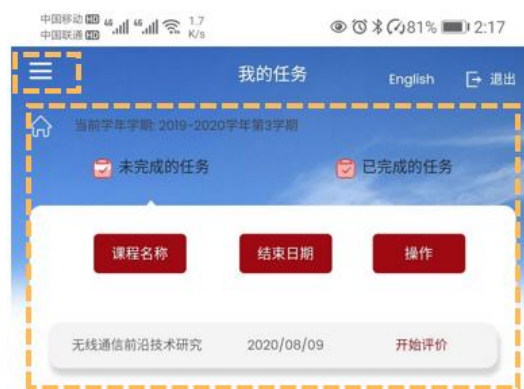 中国移动 HD 46 46 1.7
中国联通 HD K/s 81% 2:17
我的任务 English 退出
当前学年学期: 2019-2020学年第3学期
未完成的任务 已完成的任务
课程名称 结束日期 操作
无线通信前沿技术研究 2020/08/09 开始评价